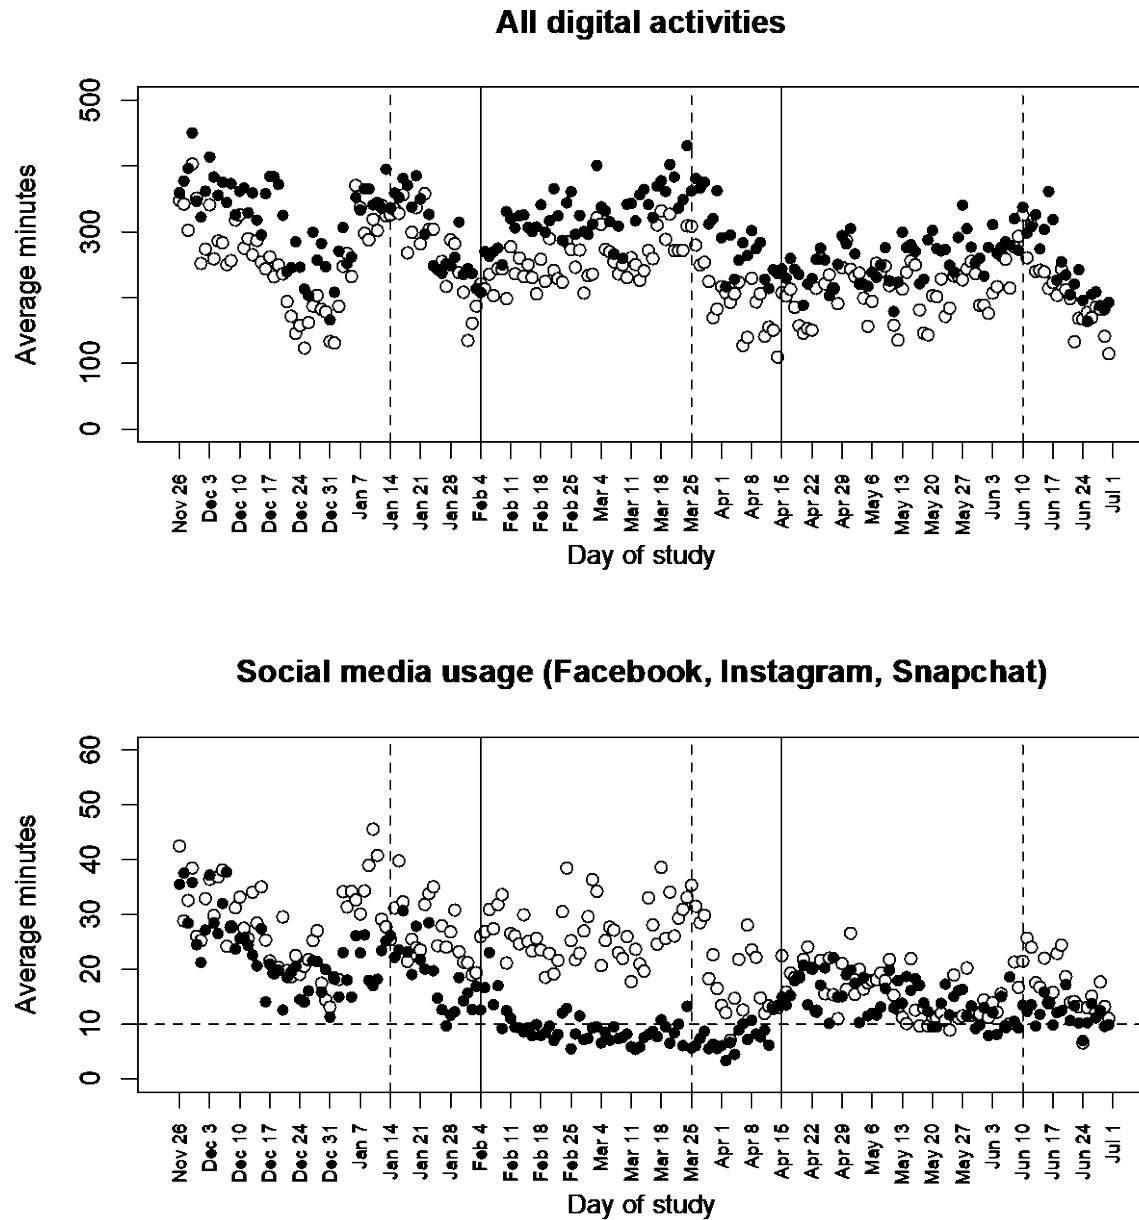 All digital activities
500
300
100
0
Average minutes
Nov 26 Dec 3 Dec 10 Dec 17 Dec 24 Dec 31 Jan 7 Jan 14 Jan 21 Jan 28 Feb 4 Feb 11 Feb 18 Feb 25 Mar 4 Mar 11 Mar 18 Mar 25 Apr 1 Apr 8 Apr 15 Apr 22 Apr 29 May 6 May 13 May 20 May 27 Jun 3 Jun 10 Jun 17 Jun 24 Jul 1
Day of study
Social media usage (Facebook, Instagram, Snapchat)
60
50
40
30
20
10
0
Average minutes
Nov 26 Dec 3 Dec 10 Dec 17 Dec 24 Dec 31 Jan 7 Jan 14 Jan 21 Jan 28 Feb 4 Feb 11 Feb 18 Feb 25 Mar 4 Mar 11 Mar 18 Mar 25 Apr 1 Apr 8 Apr 15 Apr 22 Apr 29 May 6 May 13 May 20 May 27 Jun 3 Jun 10 Jun 17 Jun 24 Jul 1
Day of study